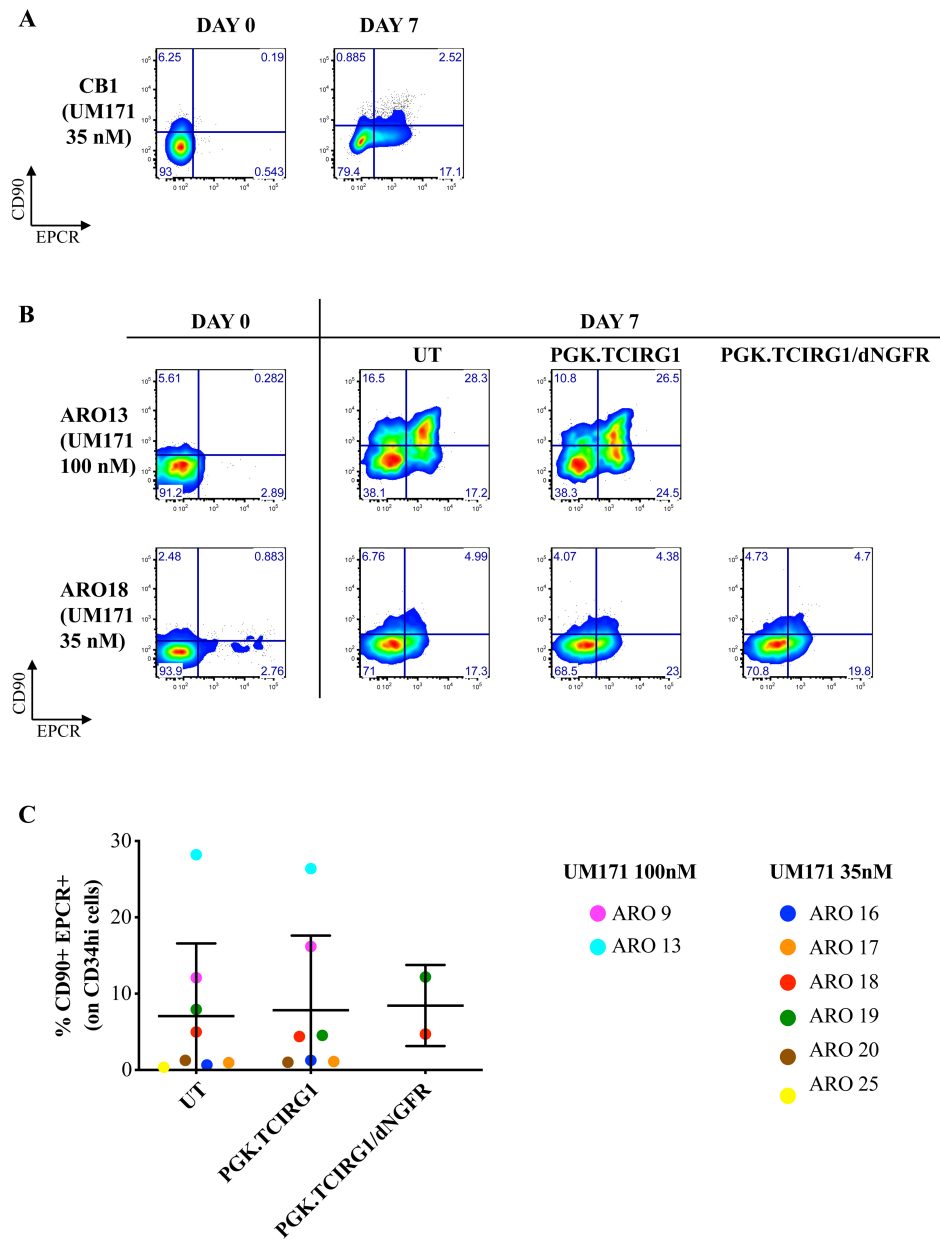 A
DAY 0
DAY 7
CB1
(UM171
35 nM)
6.25 0.19
93 0.543
0.885 2.52
79.4 17.1
CD90
EPCR
B
DAY 0
DAY 7
UT
PGK.TCIRG1
PGK.TCIRG1/dNGFR
ARO13
(UM171
100 nM)
5.61 0.282
91.2 2.89
16.5 28.3
38.1 17.2
10.8 26.5
38.3 24.5
ARO18
(UM171
35 nM)
2.48 0.883
93.9 2.76
6.76 4.99
71 17.3
4.07 4.38
68.5 23
4.73 4.7
70.8 19.8
CD90
EPCR
C
% CD90+ EPCR+
(on CD34hi cells)
30
20
10
0
UT
PGK.TCIRG1
PGK.TCIRG1/dNGFR
UM171 100nM
ARO 9
ARO 13
UM171 35nM
ARO 16
ARO 17
ARO 18
ARO 19
ARO 20
ARO 25